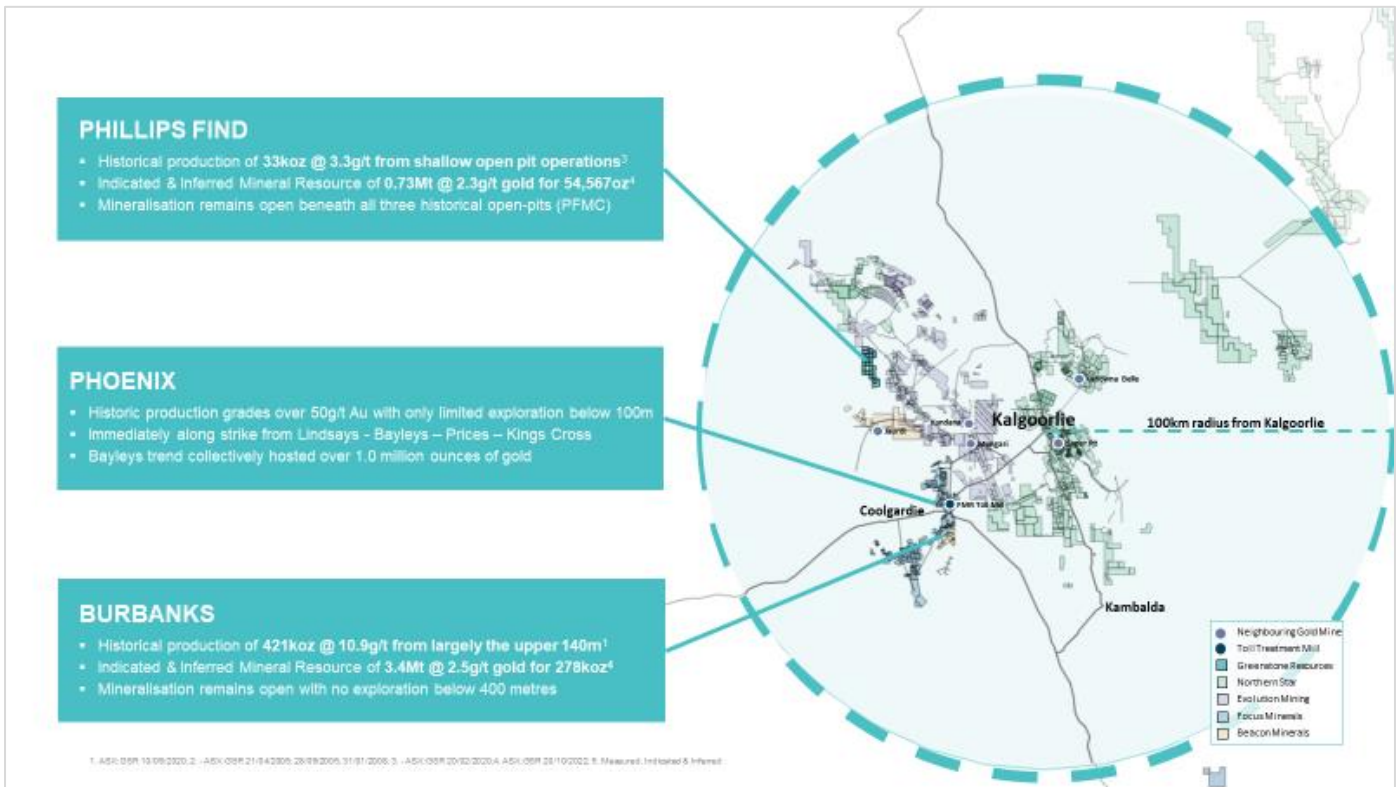 PHILLIPS FIND
▪ Historical production of 33koz @ 3.3g/t from shallow open pit operations³
▪ Indicated & Inferred Mineral Resource of 0.73Mt @ 2.3g/t gold for 54,567oz⁴
▪ Mineralisation remains open beneath all three historical open-pits (PFMC)
PHOENIX
▪ Historic production grades over 50g/t Au with only limited exploration below 100m
▪ Immediately along strike from Lindsays - Bayleys – Prices – Kings Cross
▪ Bayleys trend collectively hosted over 1.0 million ounces of gold
BURBANKS
▪ Historical production of 421koz @ 10.9g/t from largely the upper 140m¹
▪ Indicated & Inferred Mineral Resource of 3.4Mt @ 2.5g/t gold for 278koz⁴
▪ Mineralisation remains open with no exploration below 400 metres
Kalgoorlie
100km radius from Kalgoorlie
Kundana
Mungari
Coolgardie
Kambalda
Neighbouring Gold Mine
Toll Treatment Mill
Greenstone Resources
Northern Star
Evolution Mining
Focus Minerals
Beacon Minerals